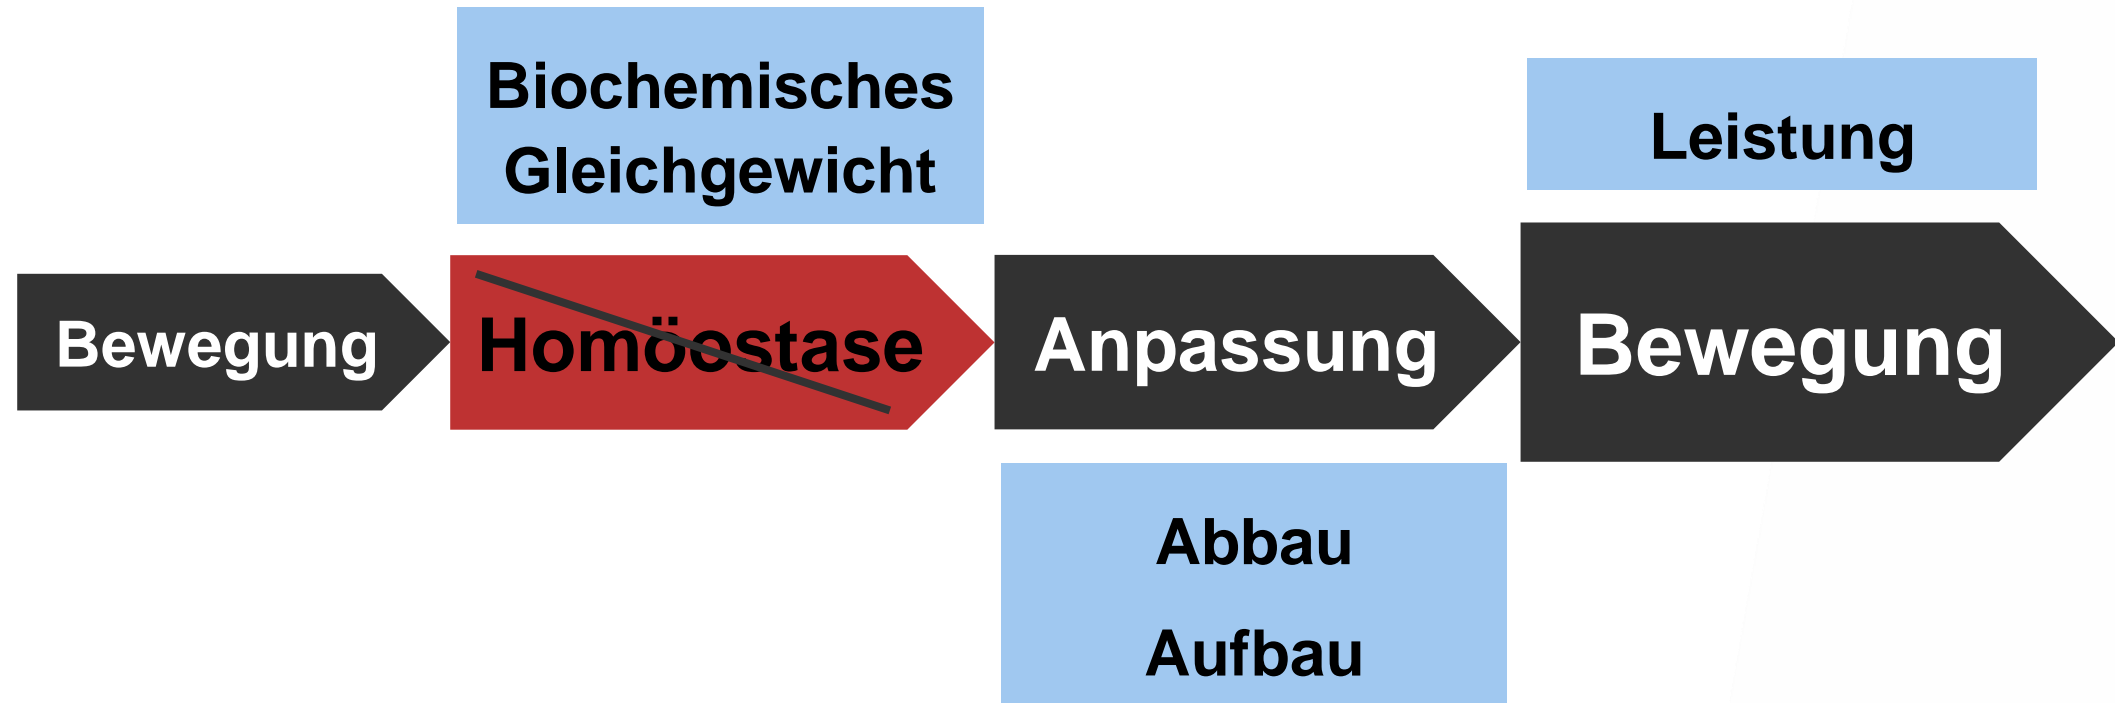 Biochemisches
Gleichgewicht
Leistung
Bewegung
Homöostase
Anpassung
Bewegung
Abbau
Aufbau